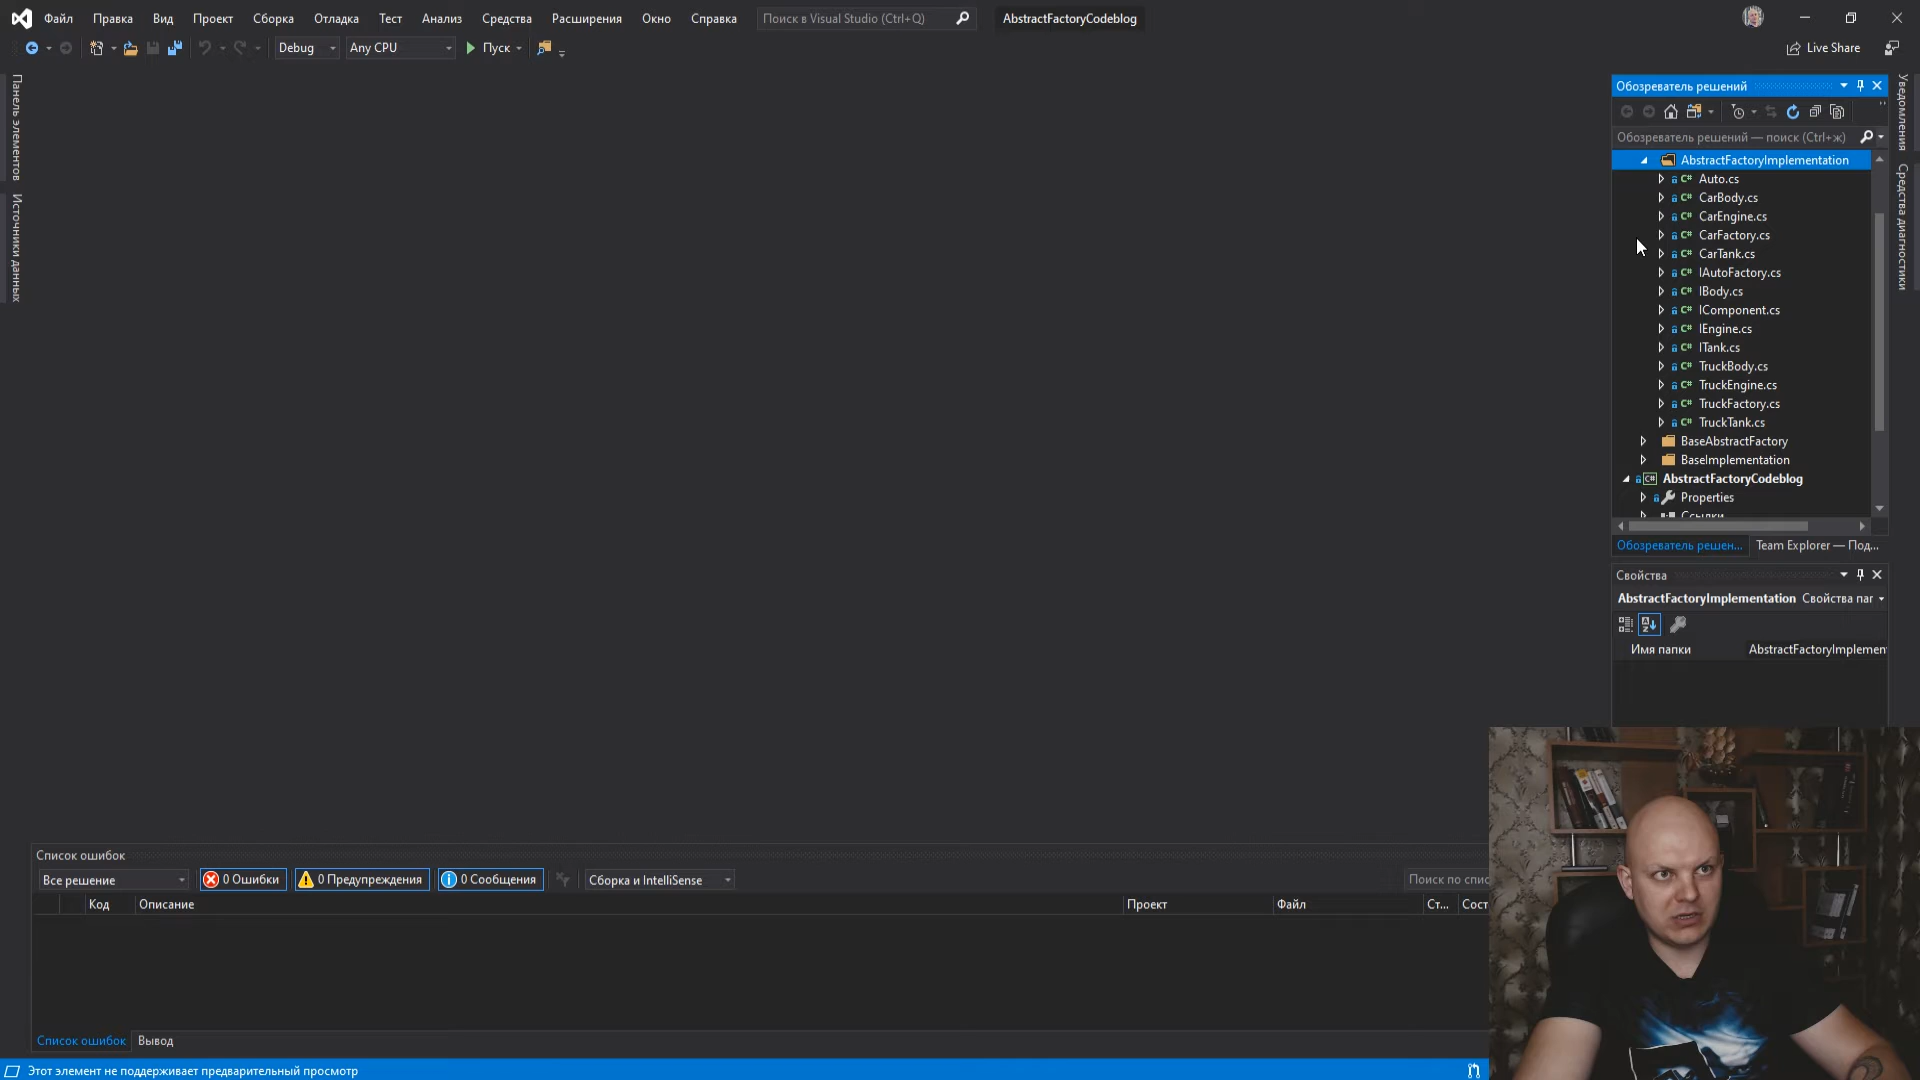 Файл Правка Вид Проект Сборка Отладка Тест Анализ Средства Расширения Окно Справка Поиск в Visual Studio (Ctrl+Q) AbstractFactoryCodeblog
Debug Any CPU Пуск Live Share
Панель элементов
Источники данных
Уведомления
Средства диагностики
Обозреватель решений
Обозреватель решений — поиск (Ctrl+ж)
AbstractFactoryImplementation
C# Auto.cs
C# CarBody.cs
C# CarEngine.cs
C# CarFactory.cs
C# CarTank.cs
C# IAutoFactory.cs
C# IBody.cs
C# IComponent.cs
C# IEngine.cs
C# ITank.cs
C# TruckBody.cs
C# TruckEngine.cs
C# TruckFactory.cs
C# TruckTank.cs
BaseAbstractFactory
BaseImplementation
C# AbstractFactoryCodeblog
Properties
Ссылки
Обозреватель решен... Team Explorer — Под...
Свойства
AbstractFactoryImplementation Свойства паг
Имя папки AbstractFactoryImplemen
Список ошибок
Все решение 0 Ошибки 0 Предупреждения 0 Сообщения Сборка и IntelliSense Поиск по спис
Код Описание Проект Файл Ст... Сост
Список ошибок Вывод
Этот элемент не поддерживает предварительный просмотр